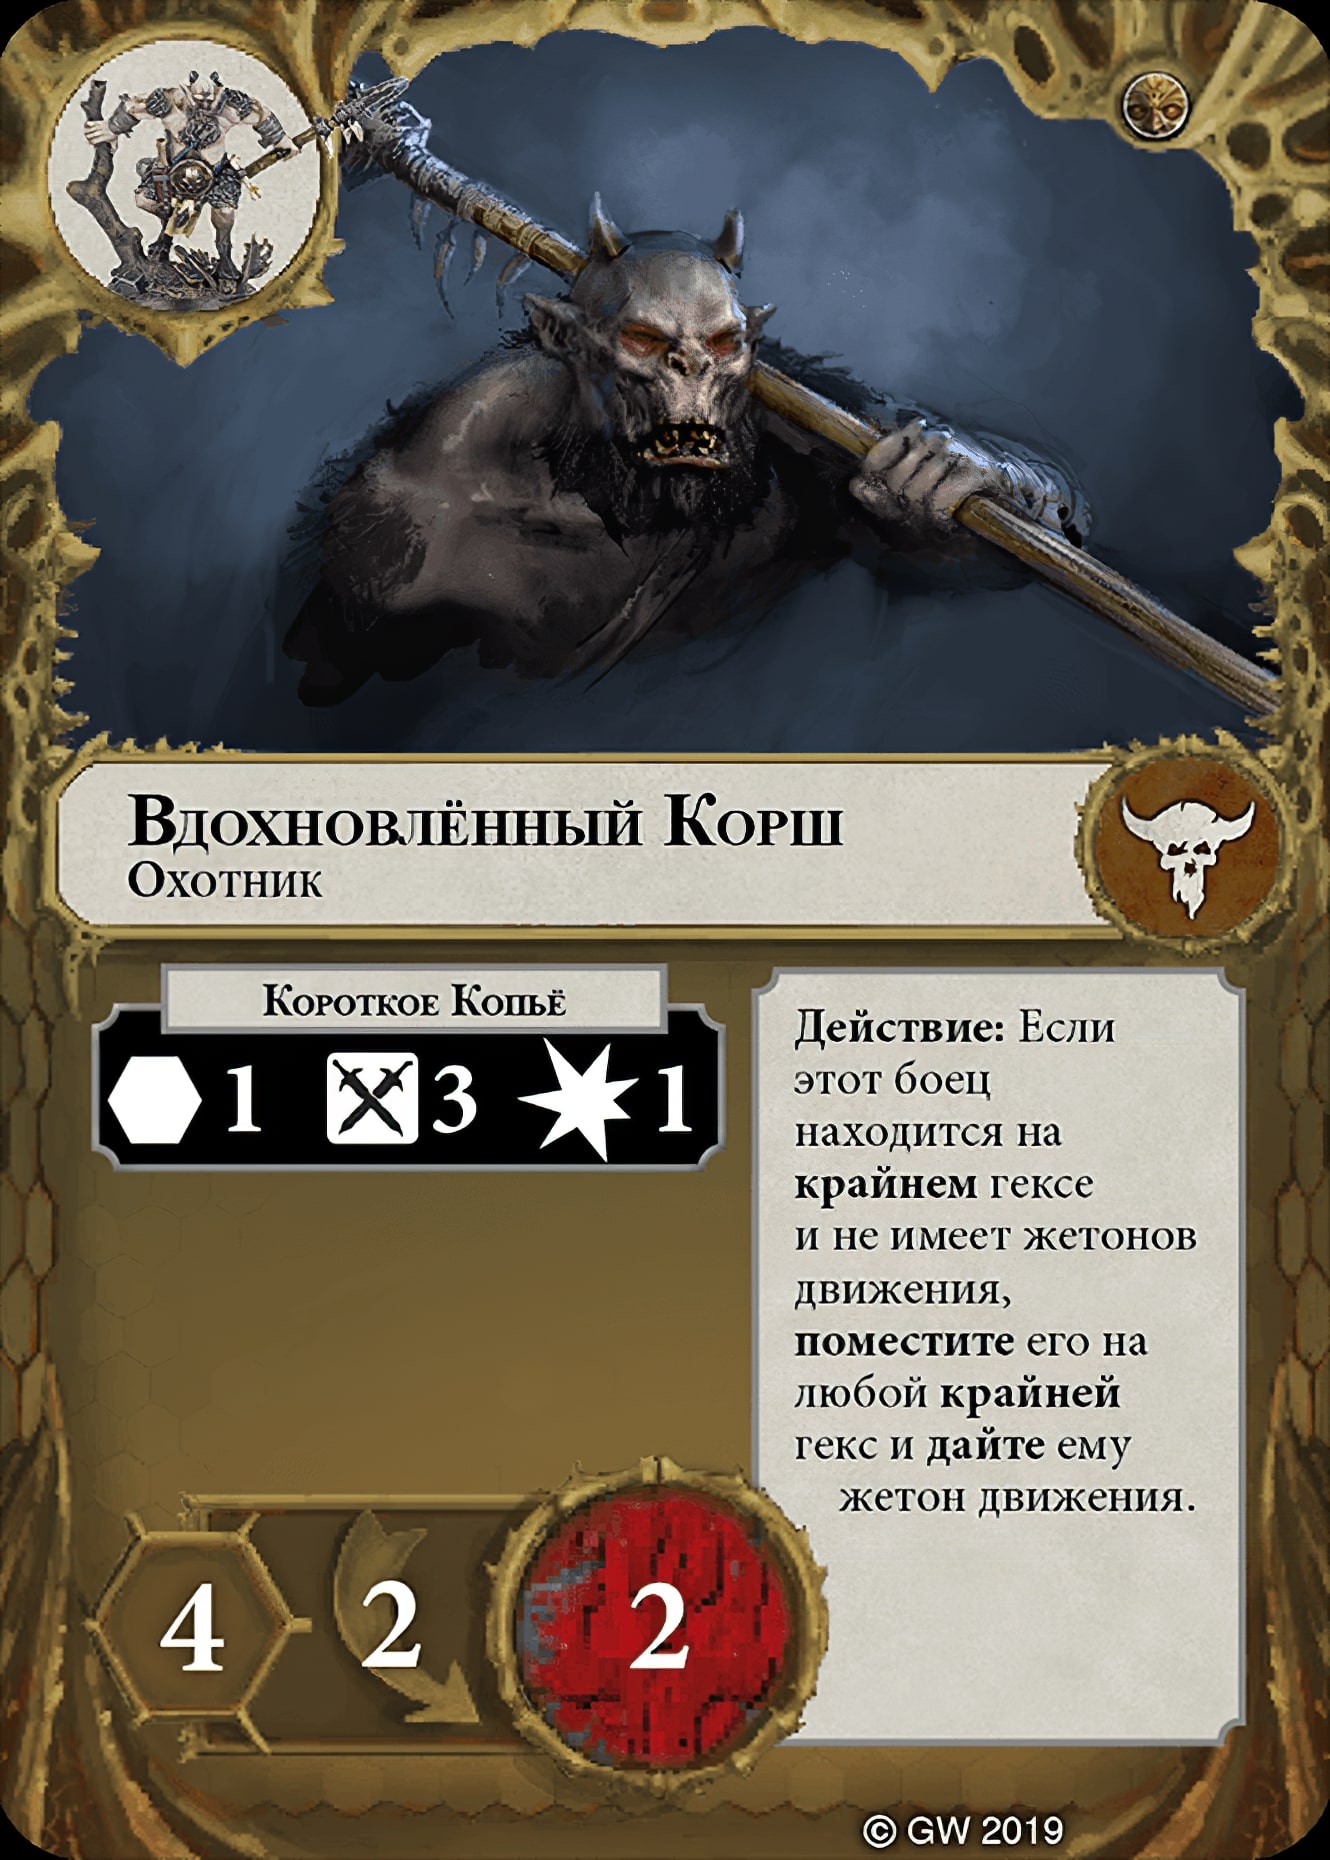 Вдохновлённый Корш
Охотник
Короткое Копьё
1 3 1
Действие: Если
этот боец
находится на
крайнем гексе
и не имеет жетонов
движения,
поместите его на
любой крайней
гекс и дайте ему
жетон движения.
4 2 2
© GW 2019